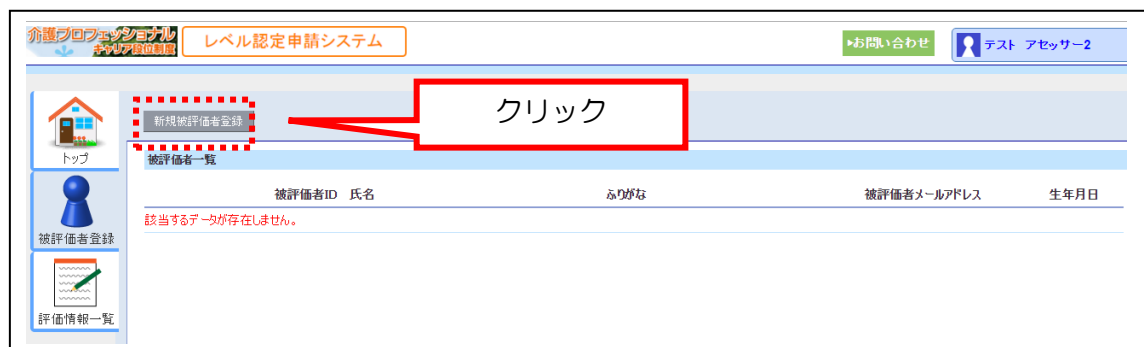 介護プロフェッショナル
キャリア段位制度
レベル認定申請システム
▶お問い合わせ
テスト アセッサー2
新規被評価者登録
クリック
トップ
被評価者一覧
被評価者ID 氏名 ふりがな 被評価者メールアドレス 生年月日
該当するデータが存在しません。
被評価者登録
評価情報一覧